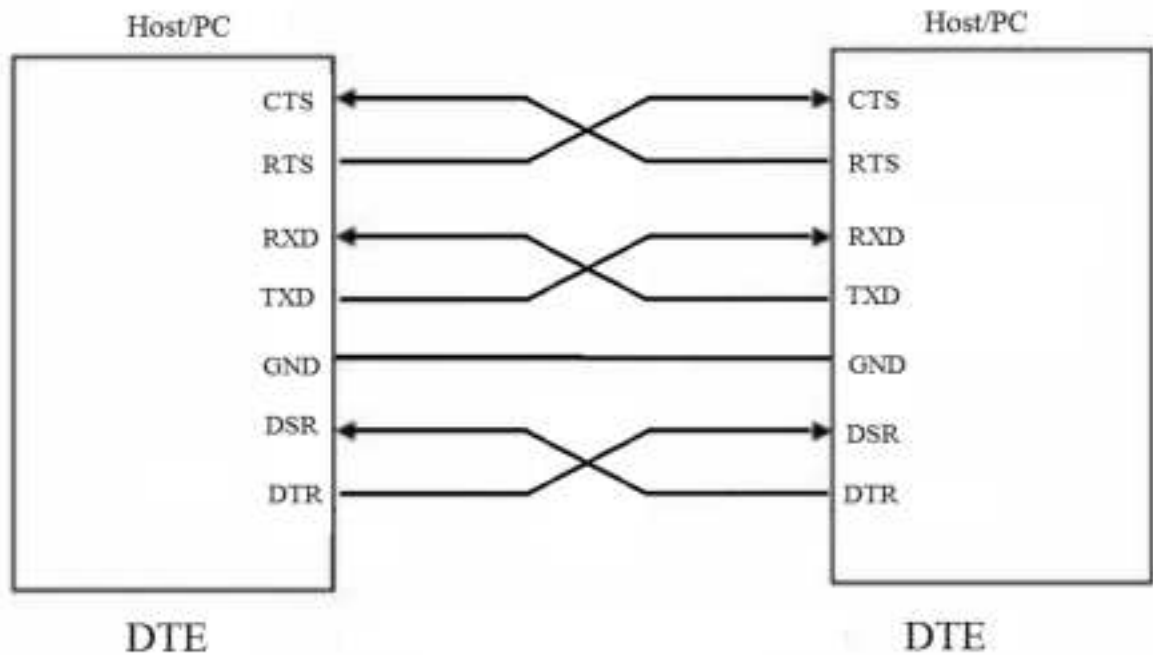 Host/PC
Host/PC
CTS
CTS
RTS
RTS
RXD
RXD
TXD
TXD
GND
GND
DSR
DSR
DTR
DTR
DTE
DTE